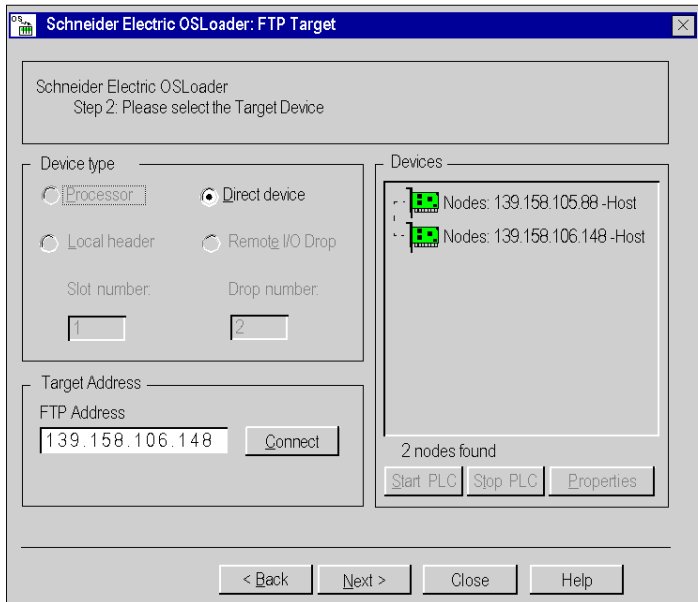 OS
Schneider Electric OSLoader: FTP Target
Schneider Electric OSLoader
Step 2: Please select the Target Device
Device type
Processor
Direct device
Local header
Remote I/O Drop
Slot number:
Drop number:
1
2
Target Address
FTP Address
139.158.106.148
Connect
Devices
Nodes: 139.158.105.88 -Host
Nodes: 139.158.106.148 -Host
2 nodes found
Start PLC
Stop PLC
Properties
< Back
Next >
Close
Help